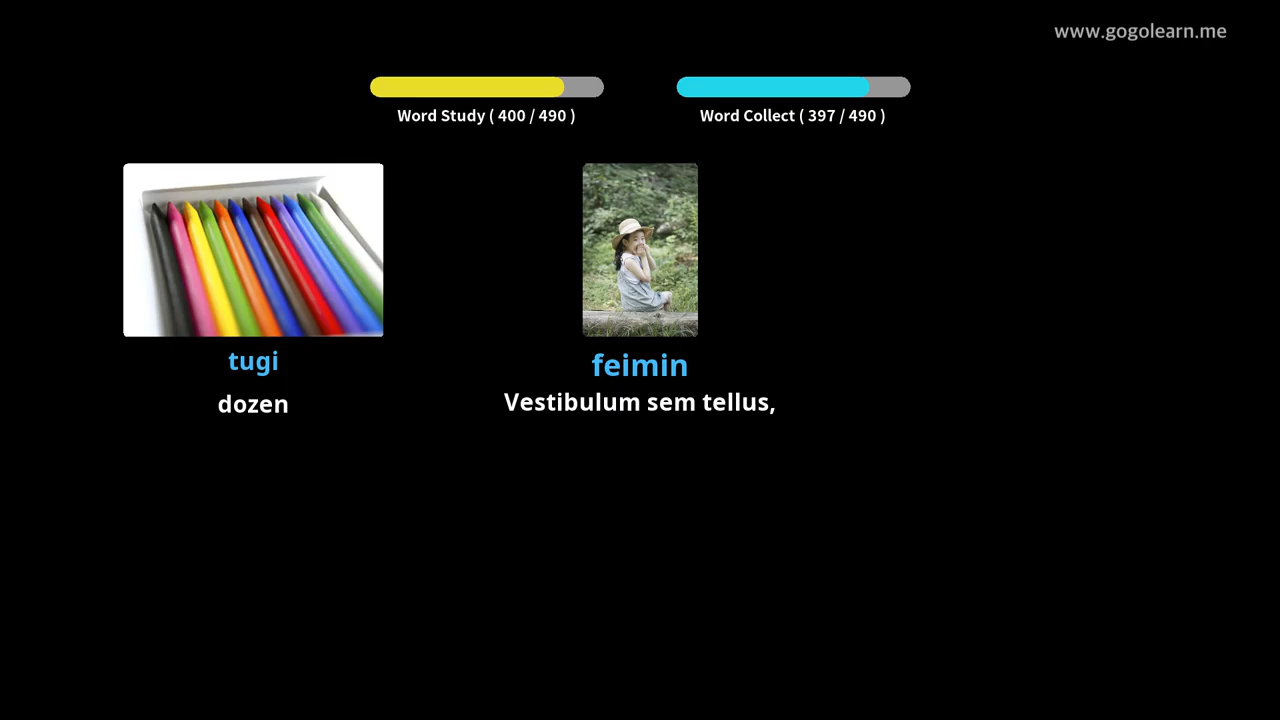 www.gogolearn.me
Word Study ( 400 / 490 )
Word Collect ( 397 / 490 )
tugi
dozen
feimin
Vestibulum sem tellus,